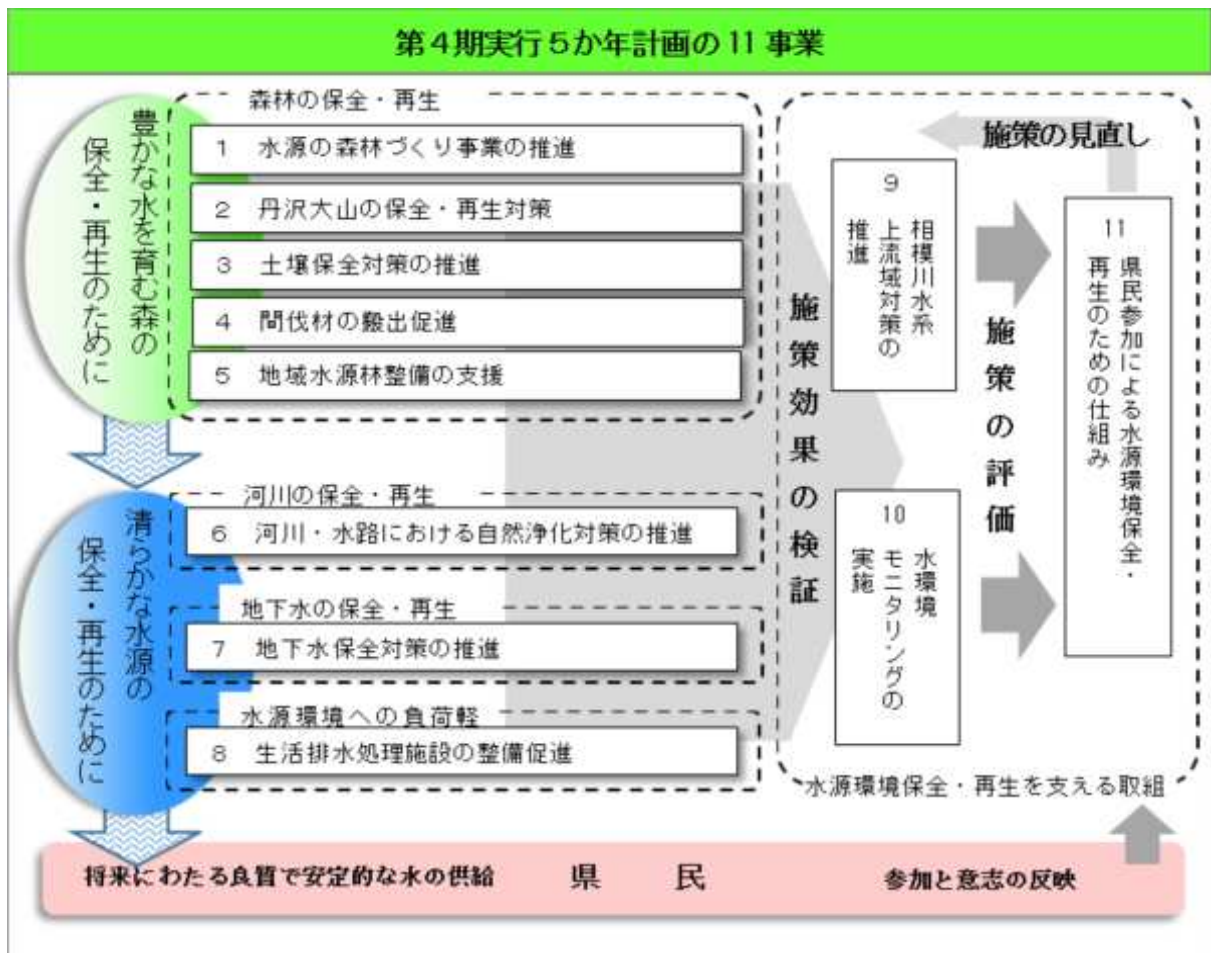 第4期実行5か年計画の11事業
豊かな水を育む森の
保全・再生のために
森林の保全・再生
1 水源の森林づくり事業の推進
2 丹沢大山の保全・再生対策
3 土壌保全対策の推進
4 間伐材の搬出促進
5 地域水源林整備の支援
清らかな水源の
保全・再生のために
河川の保全・再生
6 河川・水路における自然浄化対策の推進
地下水の保全・再生
7 地下水保全対策の推進
水源環境への負荷軽
8 生活排水処理施設の整備促進
施策効果の検証
9
相模川水系
上流域対策の
推進
10
水環境
モニタリングの
実施
施策の評価
施策の見直し
11
県民参加による水源環境保全・
再生のための仕組み
水源環境保全・再生を支える取組
将来にわたる良質で安定的な水の供給
県民
参加と意志の反映